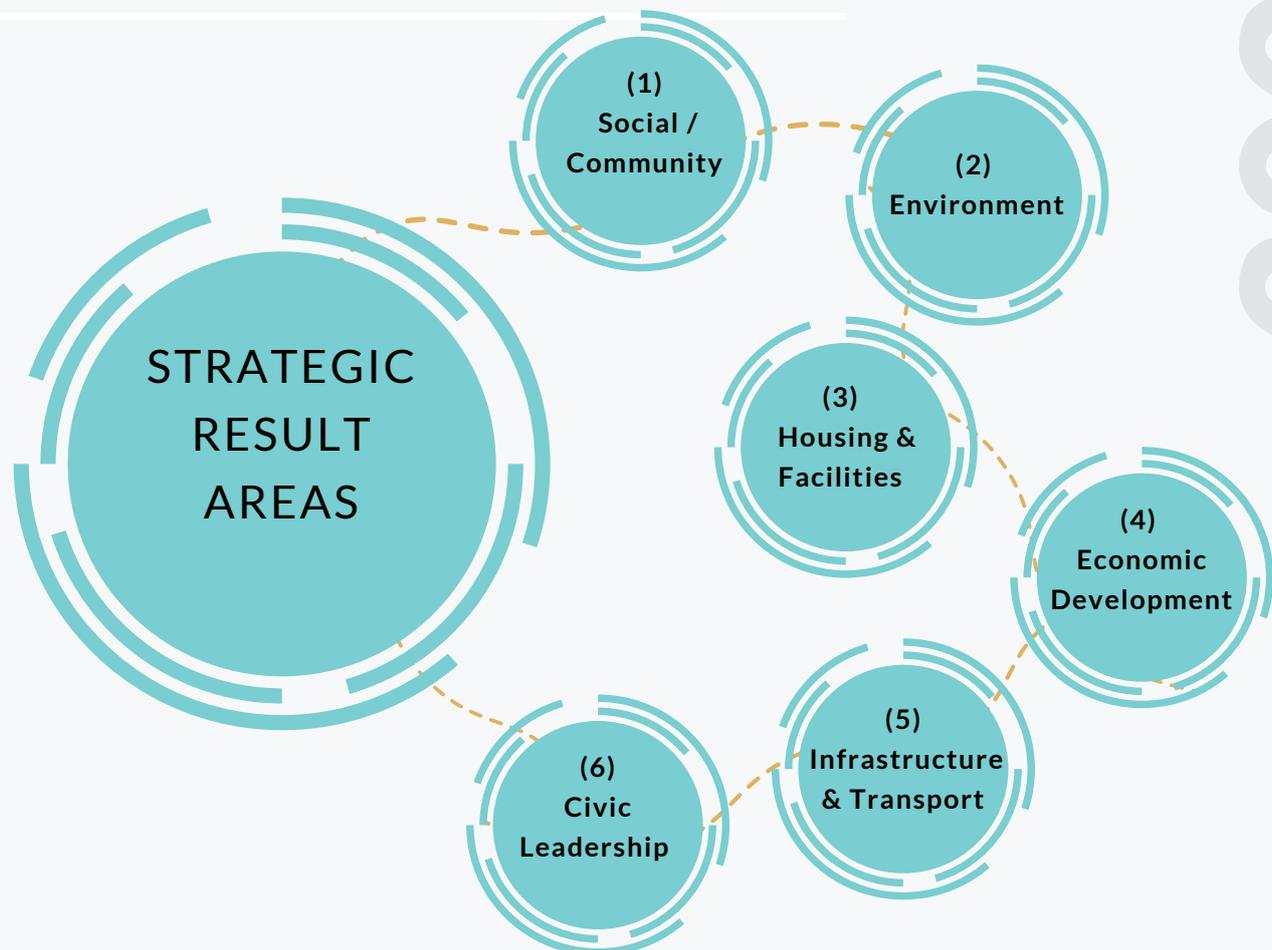 STRATEGIC
RESULT
AREAS
(1)
Social /
Community
(2)
Environment
(3)
Housing &
Facilities
(4)
Economic
Development
(5)
Infrastructure
& Transport
(6)
Civic
Leadership